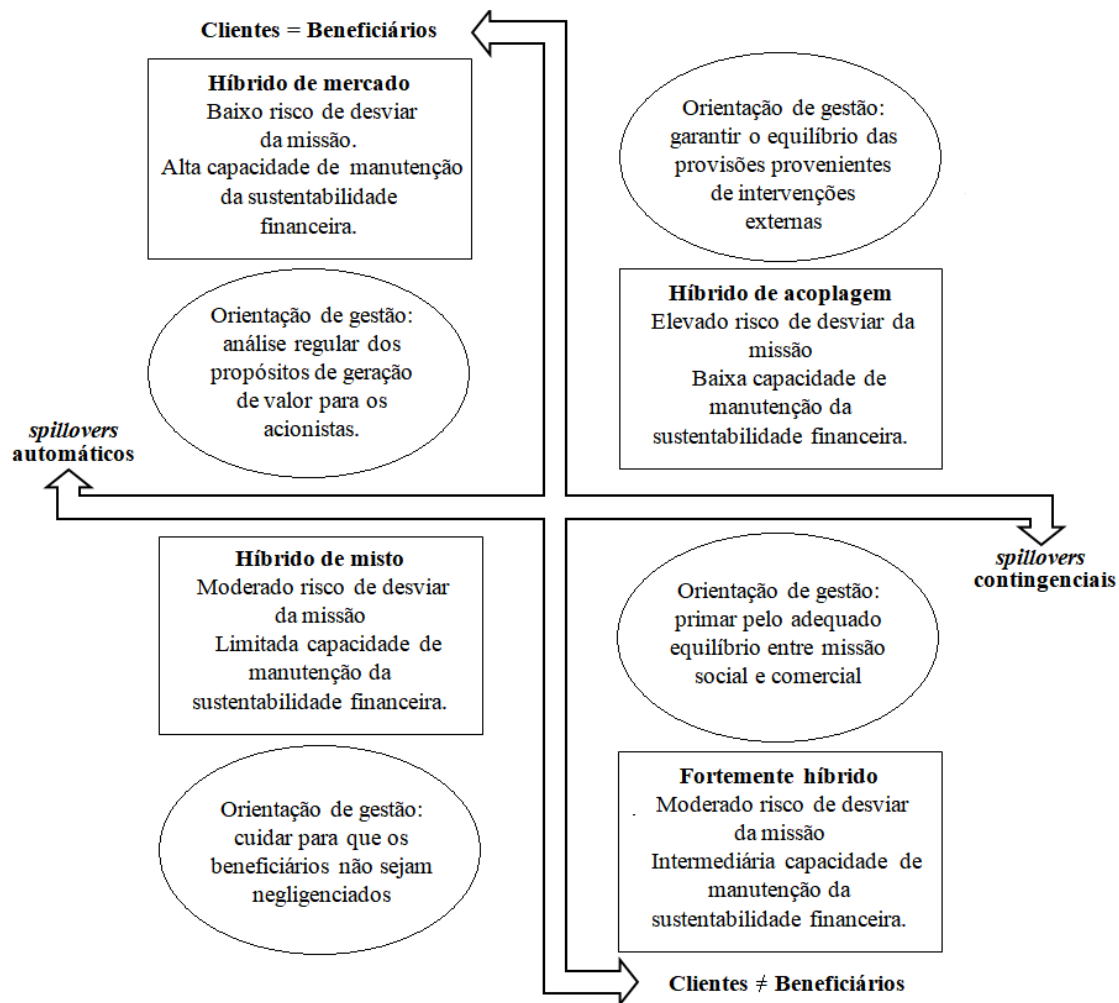 Clientes = Beneficiários
Híbrido de mercado
Baixo risco de desviar
da missão.
Alta capacidade de manutenção
da sustentabilidade
financeira.
Orientação de gestão:
garantir o equilíbrio das
provisões provenientes
de intervenções
externas
Orientação de gestão:
análise regular dos
propósitos de geração
de valor para os
acionistas.
Híbrido de acoplagem
Elevado risco de desviar da
missão
Baixa capacidade de
manutenção da
sustentabilidade financeira.
spillovers
automáticos
spillovers
contingenciais
Híbrido de misto
Moderado risco de desviar
da missão
Limitada capacidade de
manutenção da
sustentabilidade financeira.
Orientação de gestão:
primar pelo adequado
equilíbrio entre missão
social e comercial
Orientação de gestão:
cuidar para que os
beneficiários não sejam
negligenciados
Fortemente híbrido
Moderado risco de desviar
da missão
Intermediária capacidade de
manutenção da
sustentabilidade financeira.
Clientes ≠ Beneficiários